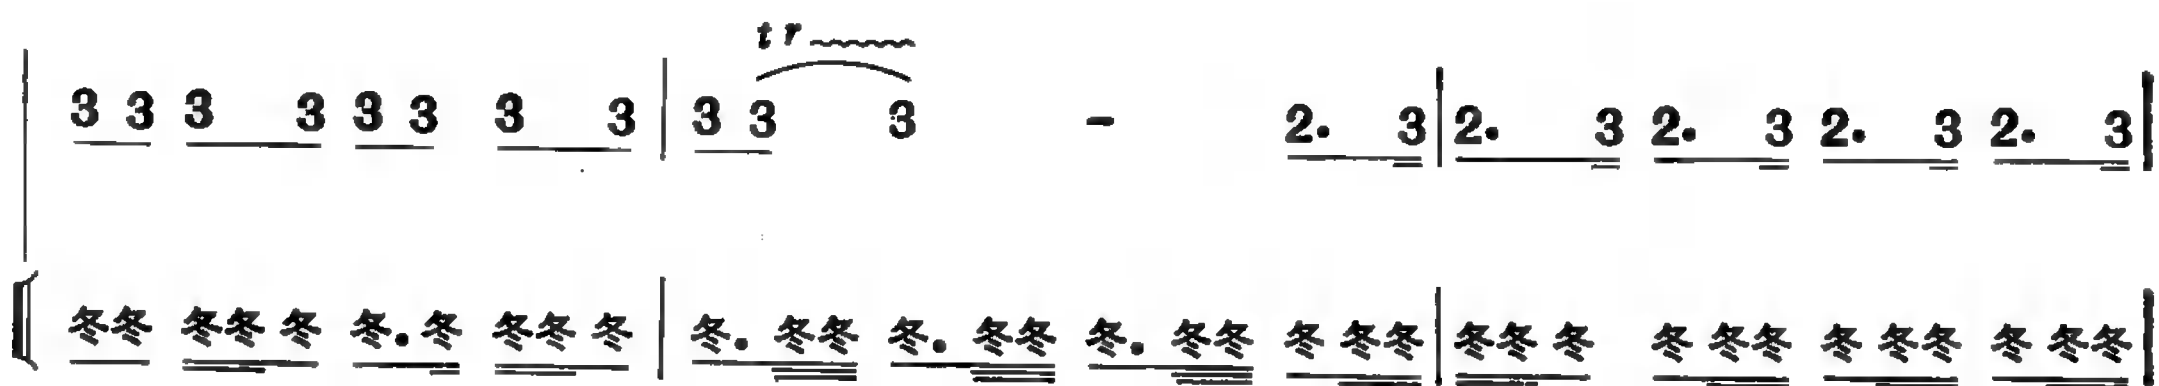 tr
3 3 3 3 3 3 3 3 | 3 3 3 - 2. 3 | 2. 3 2. 3 2. 3 2. 3
冬冬 冬冬 冬 冬. 冬 冬冬 冬 | 冬. 冬冬 冬. 冬冬 冬. 冬冬 冬 冬冬 | 冬冬 冬 冬 冬冬 冬 冬冬 冬 冬冬